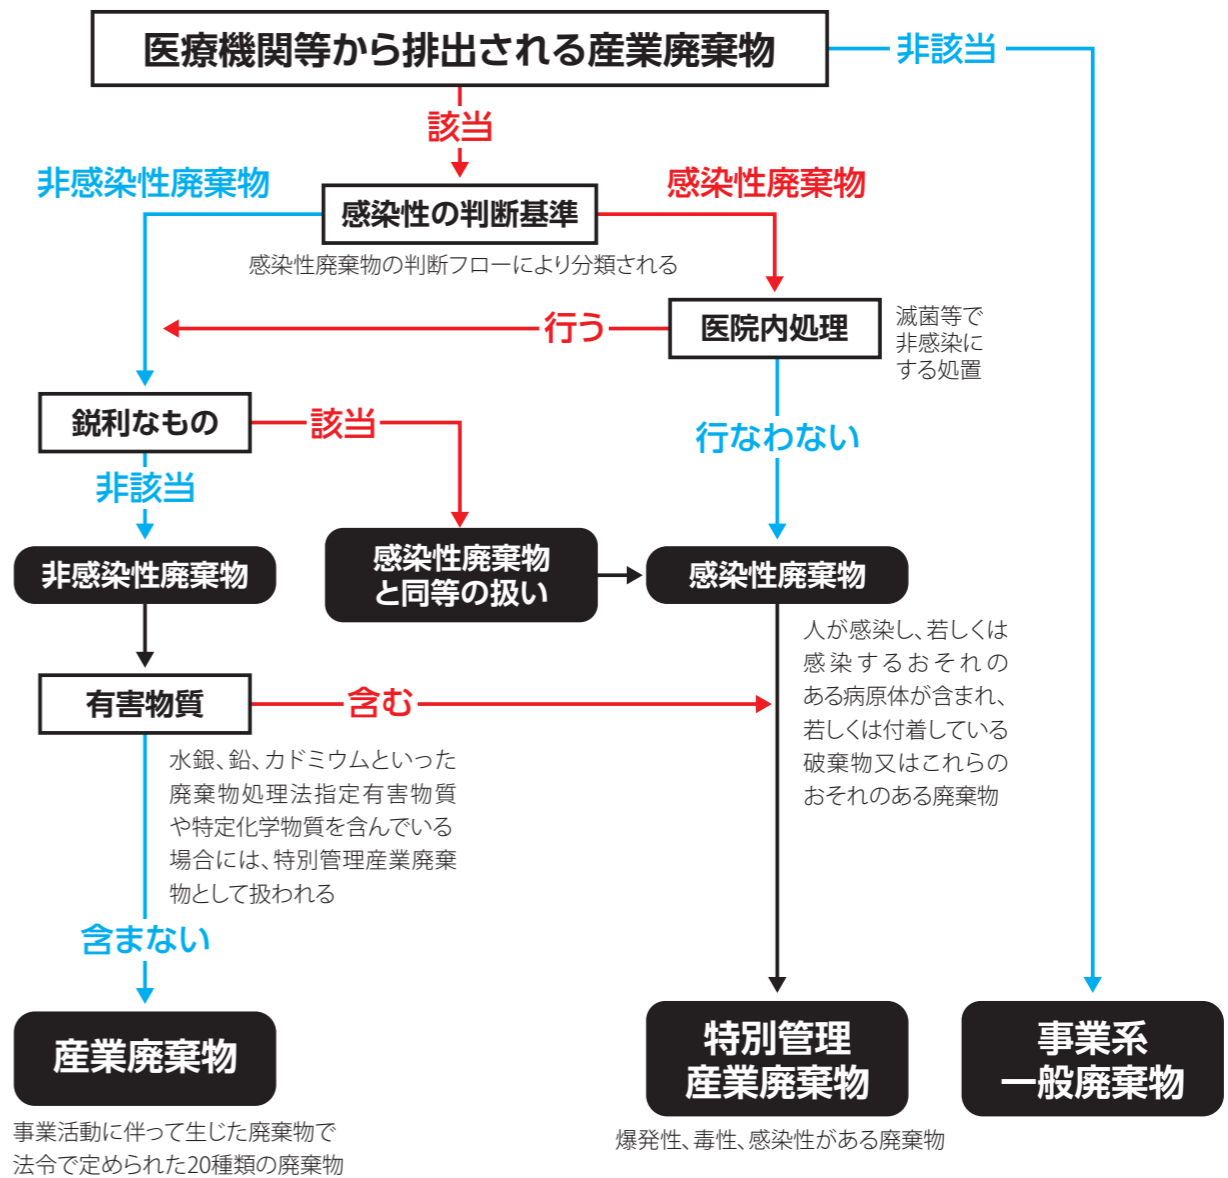 医療機関等から排出される産業廃棄物
非該当
該当
非感染性廃棄物
感染性廃棄物
感染性の判断基準
感染性廃棄物の判断フローにより分類される
行う
医院内処理
滅菌等で
非感染に
する処置
鋭利なもの
該当
行なわない
非該当
非感染性廃棄物
感染性廃棄物
と同等の扱い
感染性廃棄物
人が感染し、若しくは
感染するおそれの
ある病原体が含まれ、
若しくは付着している
破棄物又はこれらの
おそれのある廃棄物
有害物質
含む
水銀、鉛、カドミウムといった
廃棄物処理法指定有害物質
や特定化学物質を含んでいる
場合には、特別管理産業廃棄
物として扱われる
含まない
産業廃棄物
事業活動に伴って生じた廃棄物で
法令で定められた20種類の廃棄物
特別管理
産業廃棄物
爆発性、毒性、感染性がある廃棄物
事業系
一般廃棄物